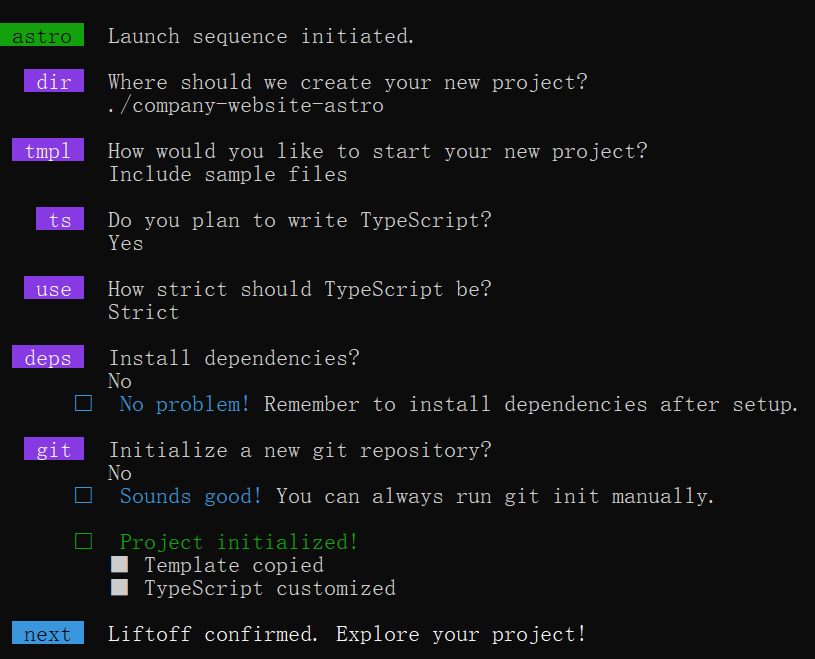 astro Launch sequence initiated.
dir Where should we create your new project?
./company-website-astro
tmpl How would you like to start your new project?
Include sample files
ts Do you plan to write TypeScript?
Yes
use How strict should TypeScript be?
Strict
deps Install dependencies?
No
No problem! Remember to install dependencies after setup.
git Initialize a new git repository?
No
Sounds good! You can always run git init manually.
Project initialized!
Template copied
TypeScript customized
next Liftoff confirmed. Explore your project!